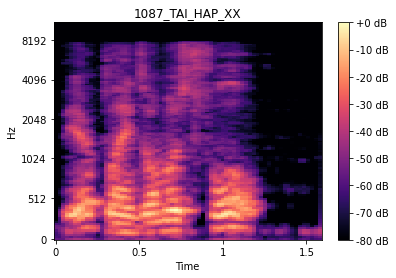 1087_TAI_HAP_XX
Hz
8192
4096
2048
1024
512
0
0
0.5
1
1.5
Time
+0 dB
-10 dB
-20 dB
-30 dB
-40 dB
-50 dB
-60 dB
-70 dB
-80 dB